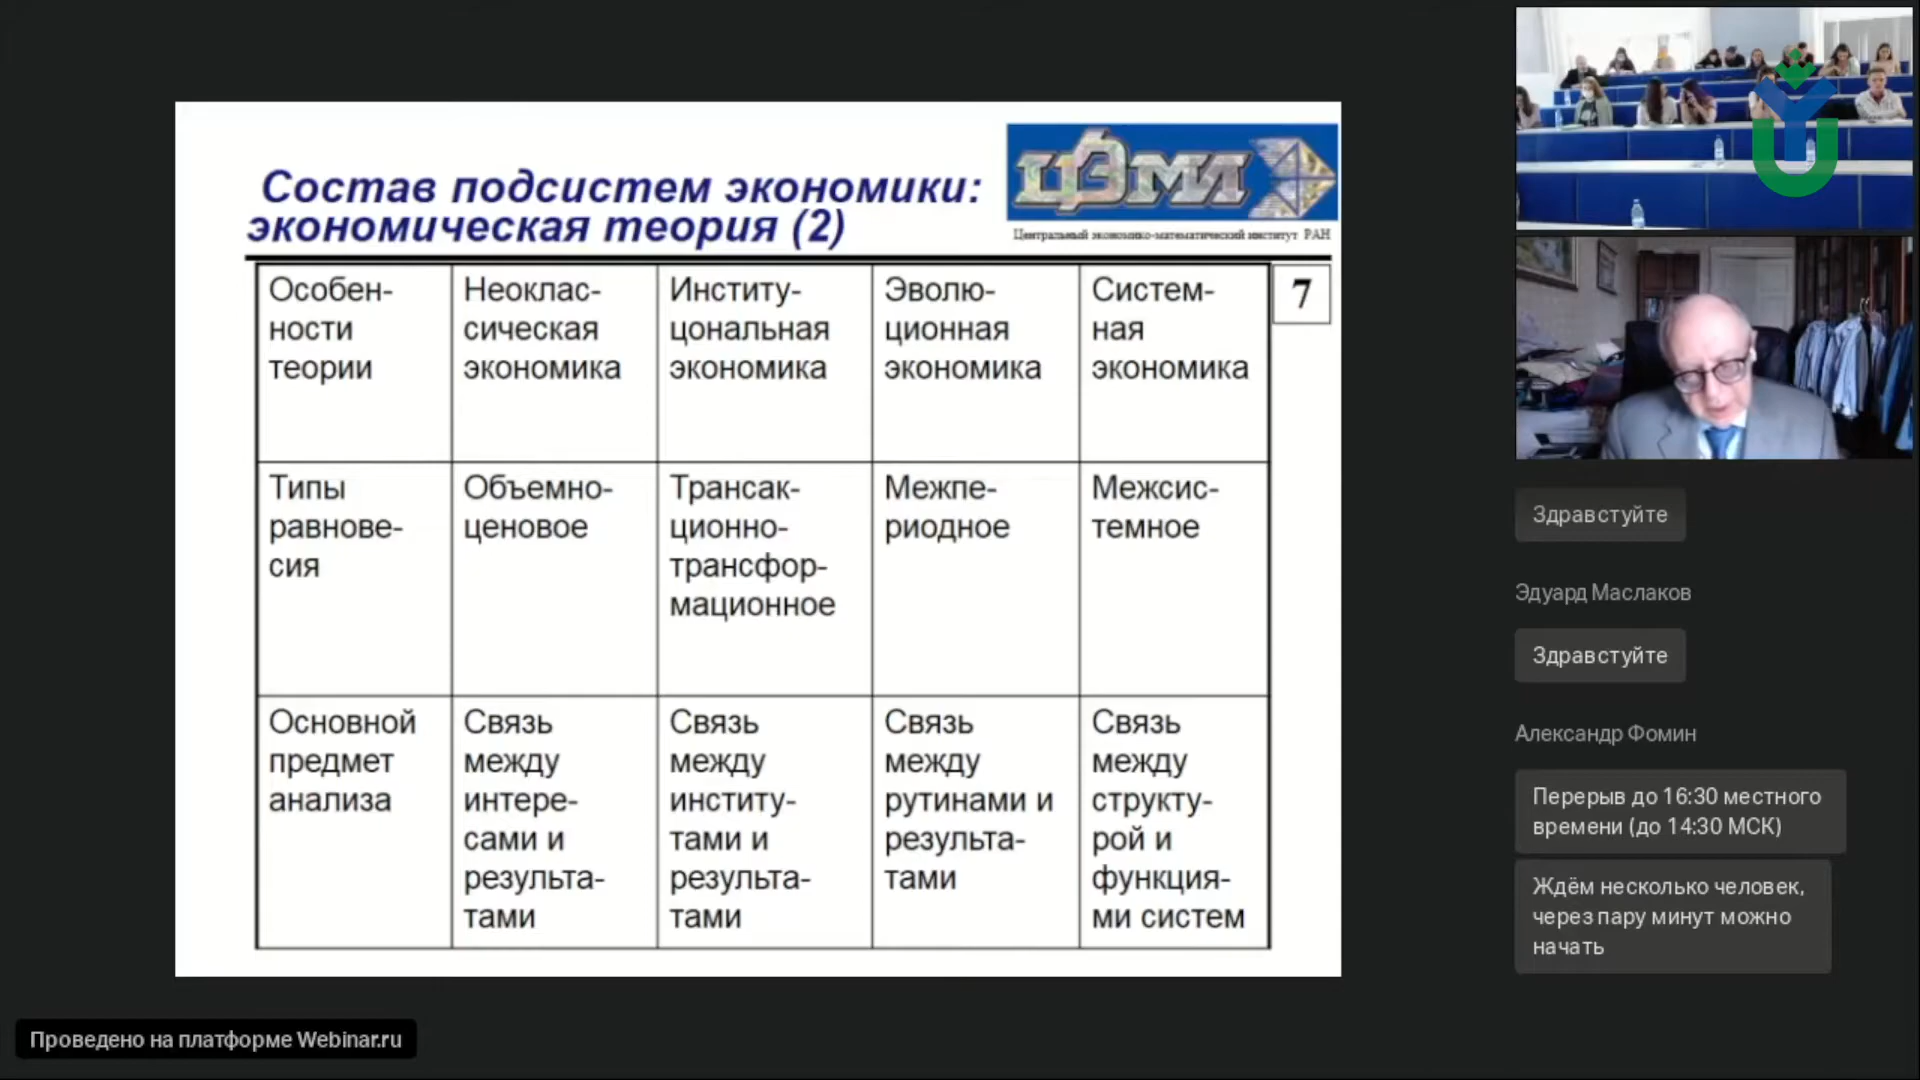 Состав подсистем экономики:
экономическая теория (2)
ЦЭМИ
Центральный экономико-математический институт РАН
7
Особен-
ности
теории
Неоклас-
сическая
экономика
Институ-
циональная
экономика
Эволю-
ционная
экономика
Систем-
ная
экономика
Типы
равнове-
сия
Объемно-
ценовое
Трансак-
ционно-
трансфор-
мационное
Межпе-
риодное
Межсис-
темное
Основной
предмет
анализа
Связь
между
интере-
сами и
результа-
тами
Связь
между
институ-
тами и
результа-
тами
Связь
между
рутинами и
результа-
тами
Связь
между
структу-
рой и
функция-
ми систем
Здравстуйте
Эдуард Маслаков
Здравстуйте
Александр Фомин
Перерыв до 16:30 местного
времени (до 14:30 МСК)
Ждём несколько человек,
через пару минут можно
начать
Проведено на платформе Webinar.ru